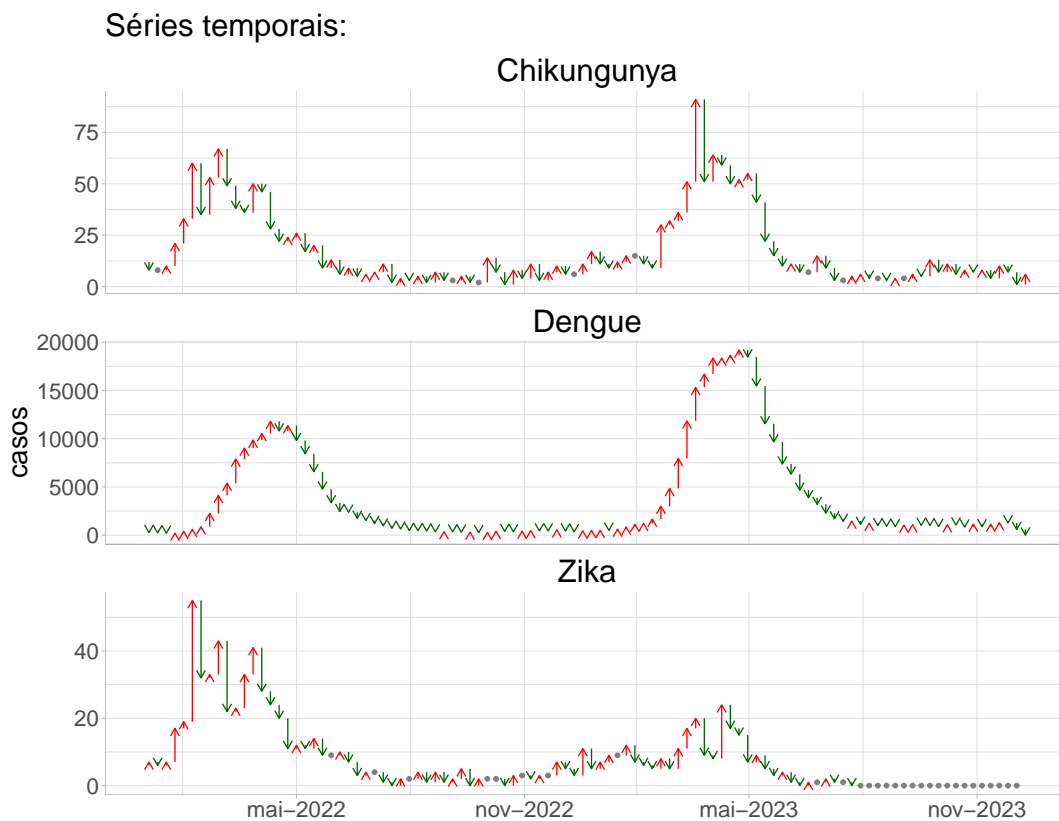 Séries temporais:
Chikungunya
75
50
25
0
Dengue
20000
15000
10000
5000
0
casos
Zika
40
20
0
mai−2022 nov−2022 mai−2023 nov−2023